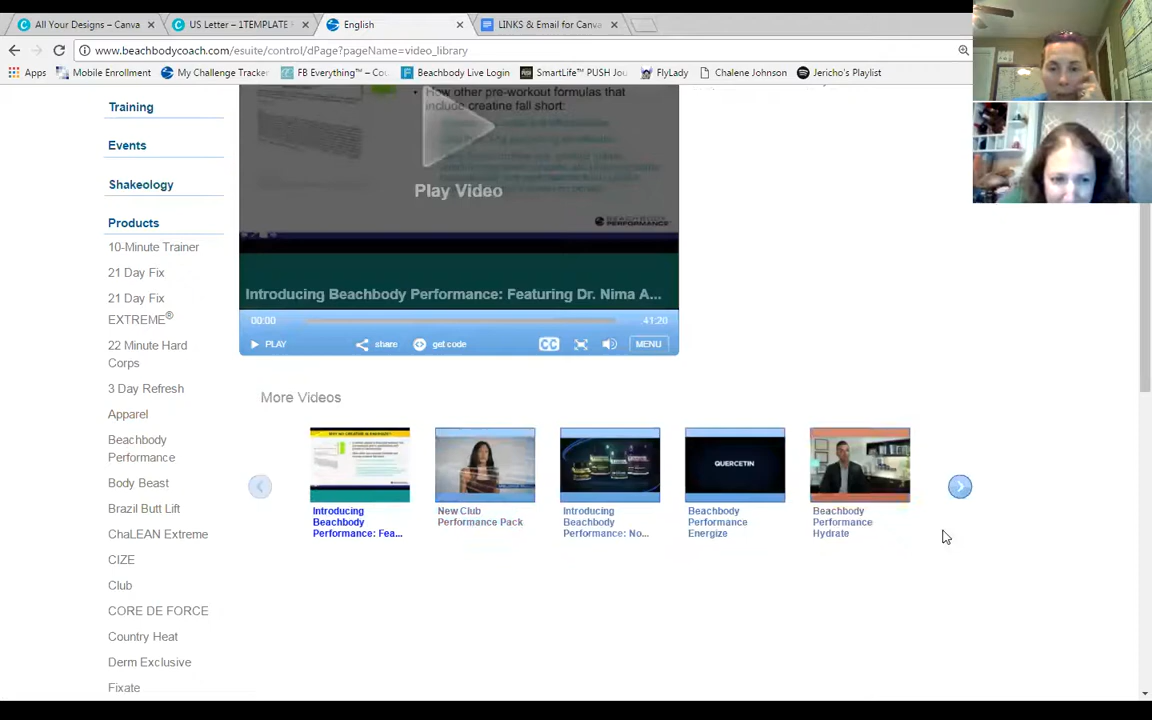 All Your Designs – Canva
US Letter – 1TEMPLATE
English
LINKS & Email for Canva
www.beachbodycoach.com/esuite/control/dPage?pageName=video_library
Apps
Mobile Enrollment
My Challenge Tracker
FB Everything™ – Cou
Beachbody Live Login
SmartLife™ PUSH Jou
FlyLady
Chalene Johnson
Jericho's Playlist
Training
Events
Shakeology
Products
10-Minute Trainer
21 Day Fix
21 Day Fix
EXTREME®
22 Minute Hard
Corps
3 Day Refresh
Apparel
Beachbody
Performance
Body Beast
Brazil Butt Lift
ChaLEAN Extreme
CIZE
Club
CORE DE FORCE
Country Heat
Derm Exclusive
Fixate
How other pre-workout formulas that
include creatine fall short:
Play Video
BEACHBODY
PERFORMANCE
Introducing Beachbody Performance: Featuring Dr. Nima A...
00:00
41:20
PLAY
share
get code
CC
MENU
More Videos
Introducing
Beachbody
Performance: Fea...
New Club
Performance Pack
Introducing
Beachbody
Performance: No...
QUERCETIN
Beachbody
Performance
Energize
Beachbody
Performance
Hydrate